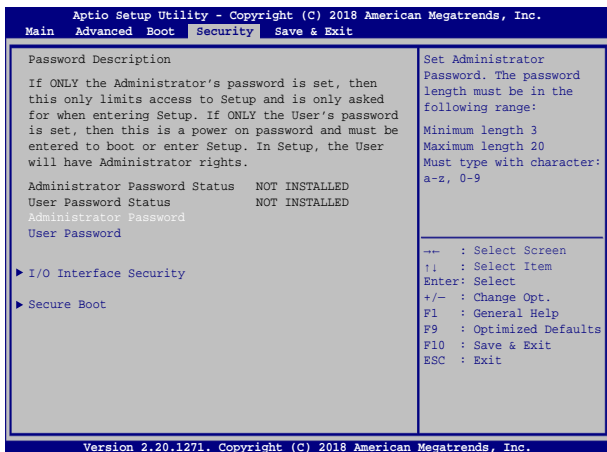 Aptio Setup Utility - Copyright (C) 2018 American Megatrends, Inc.
Main Advanced Boot Security Save & Exit
Password Description
If ONLY the Administrator's password is set, then
this only limits access to Setup and is only asked
for when entering Setup. If ONLY the User's password
is set, then this is a power on password and must be
entered to boot or enter Setup. In Setup, the User
will have Administrator rights.
Administrator Password Status NOT INSTALLED
User Password Status NOT INSTALLED
Administrator Password
User Password
▶ I/O Interface Security
▶ Secure Boot
Set Administrator
Password. The password
length must be in the
following range:
Minimum length 3
Maximum length 20
Must type with character:
a-z, 0-9
→← : Select Screen
↑↓ : Select Item
Enter: Select
+/— : Change Opt.
F1 : General Help
F9 : Optimized Defaults
F10 : Save & Exit
ESC : Exit
Version 2.20.1271. Copyright (C) 2018 American Megatrends, Inc.